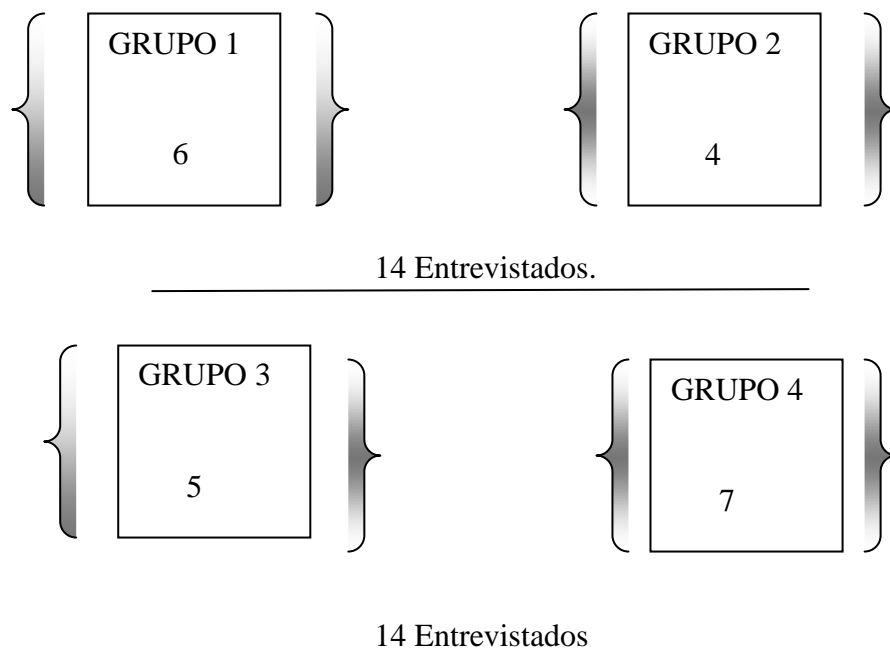 GRUPO 1
6
GRUPO 2
4
14 Entrevistados.
GRUPO 3
5
GRUPO 4
7
14 Entrevistados